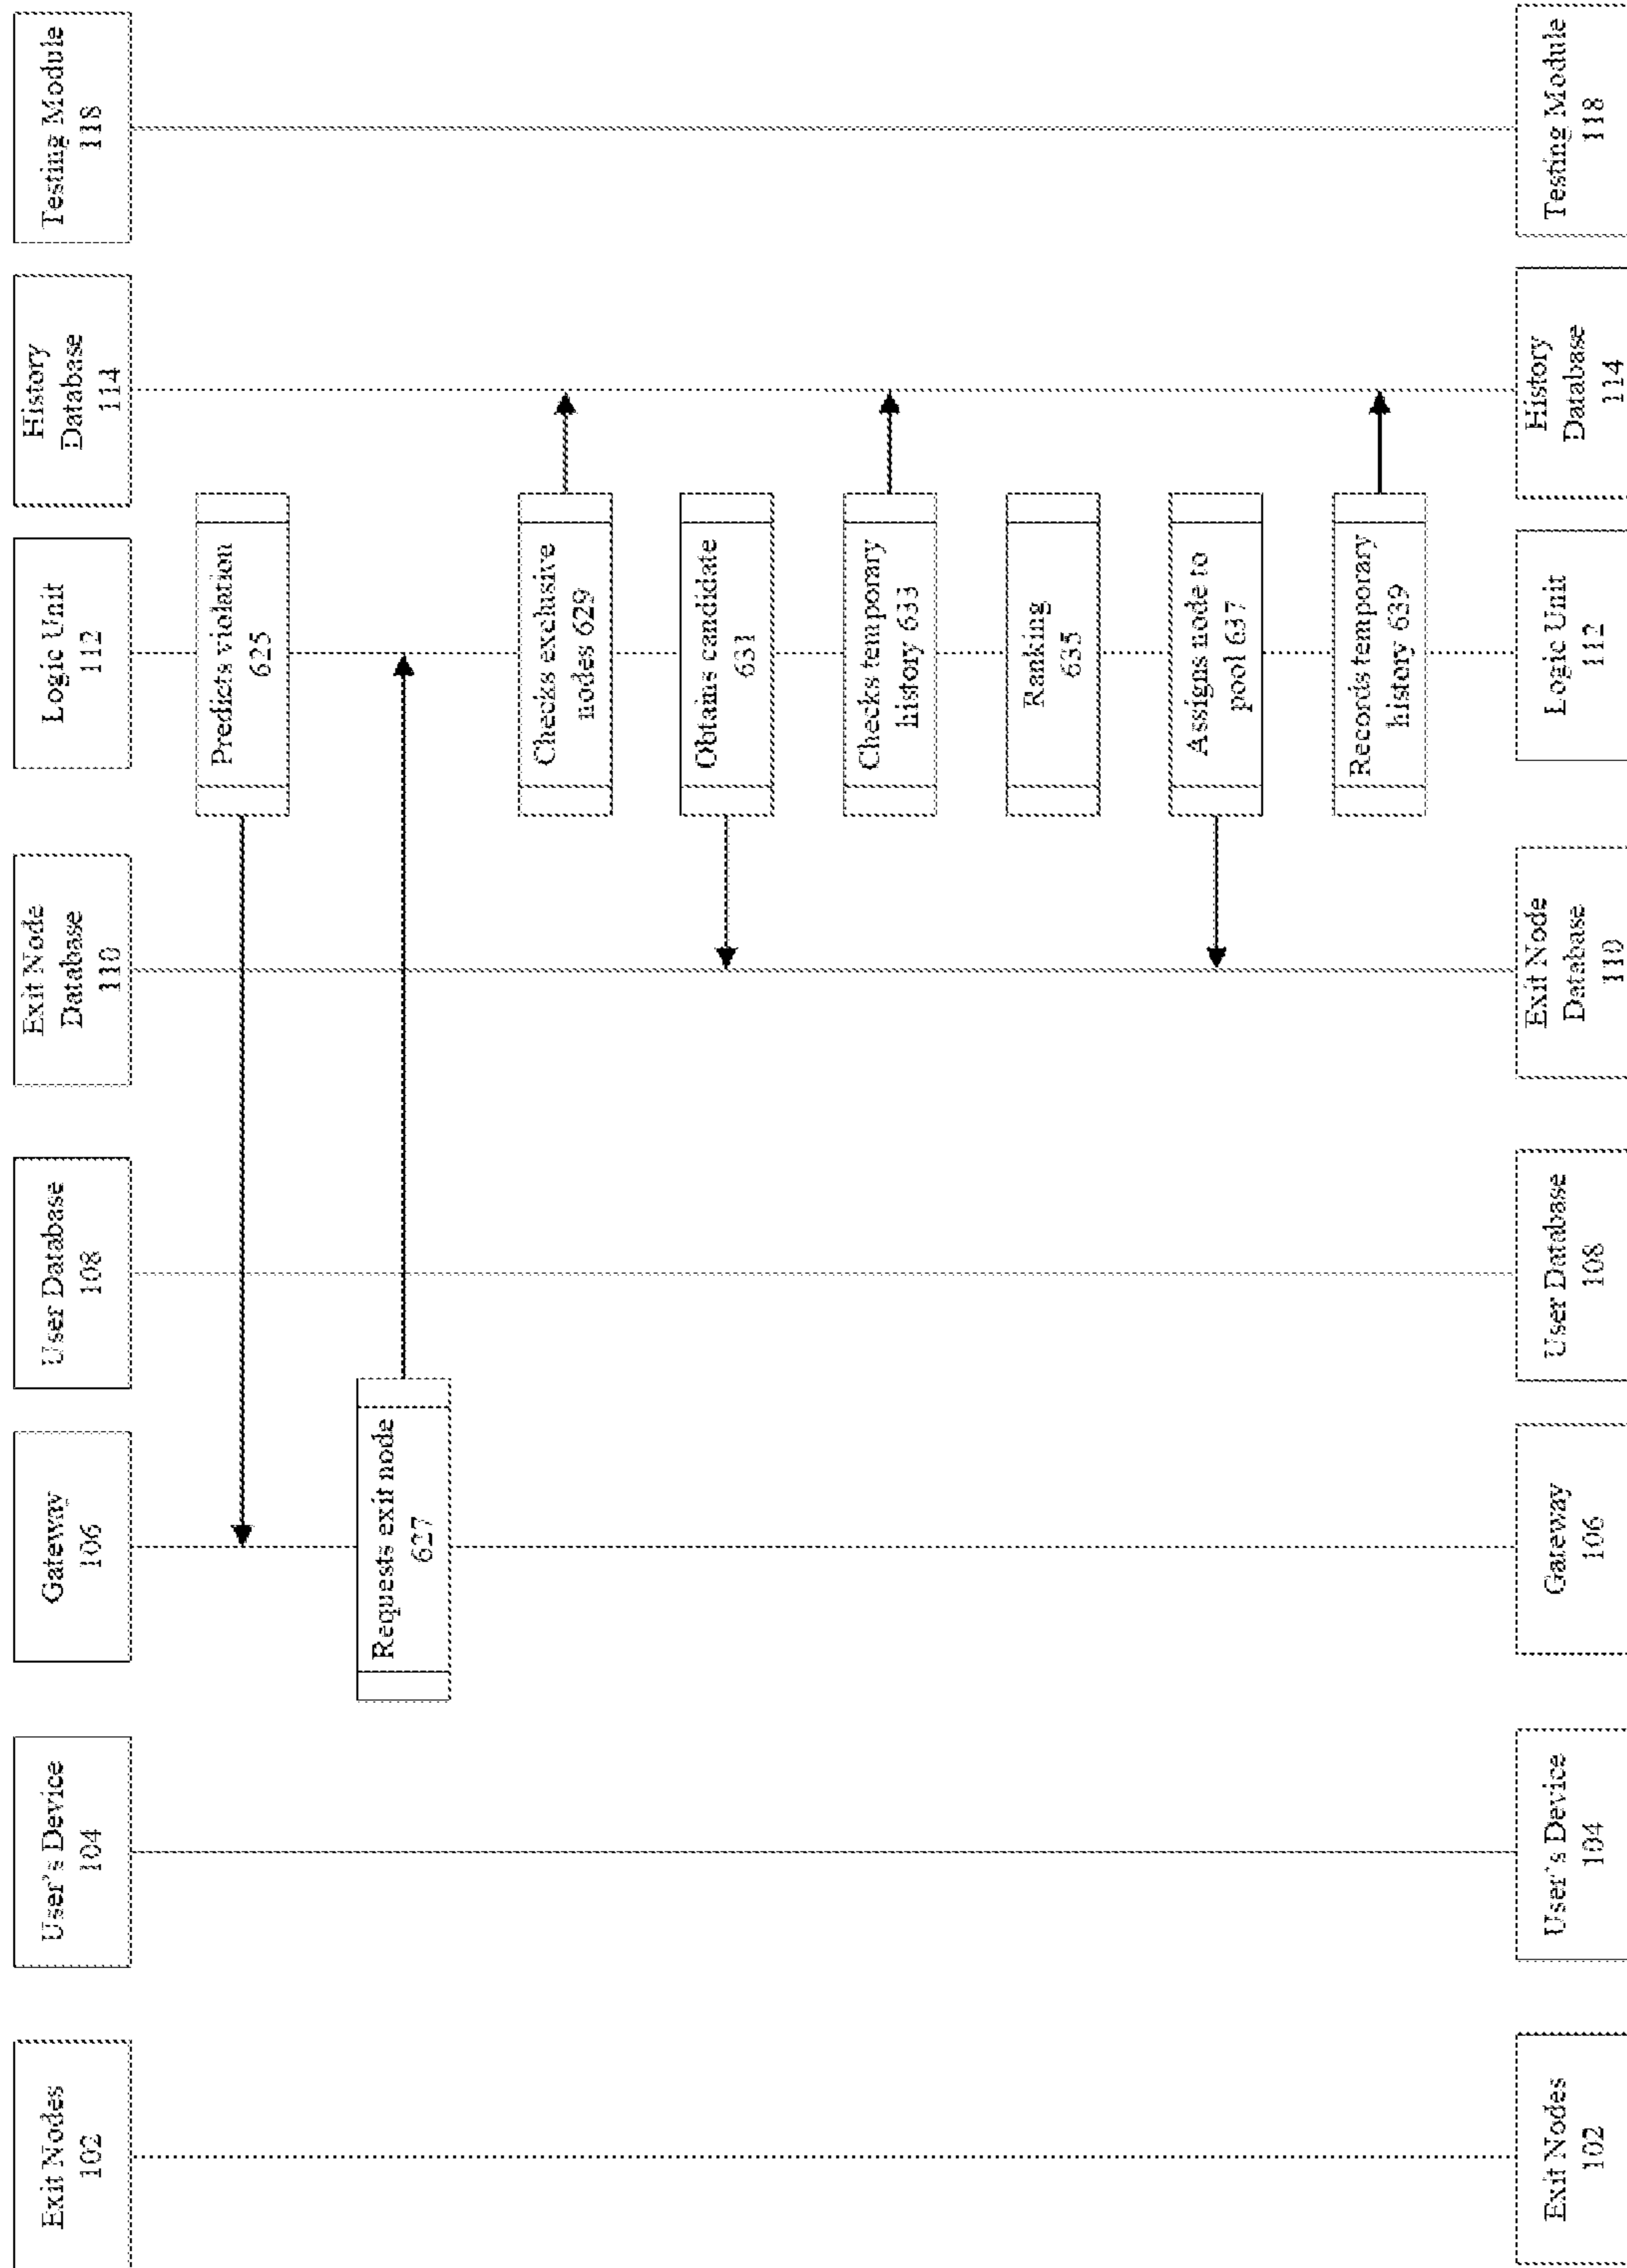 Exit Nodes
102
User's Device
104
Gateway
106
User Database
108
Exit Node
Database
110
Logic Unit
112
History
Database
114
Testing Module
118
Predicts violation
625
Requests exit node
627
Checks exclusive
nodes 629
Obtains candidate
631
Checks temporary
history 633
Ranking
635
Assigns node to
pool 637
Records temporary
history 639
Exit Nodes
102
User's Device
104
Gateway
106
User Database
108
Exit Node
Database
110
Logic Unit
112
History
Database
114
Testing Module
118